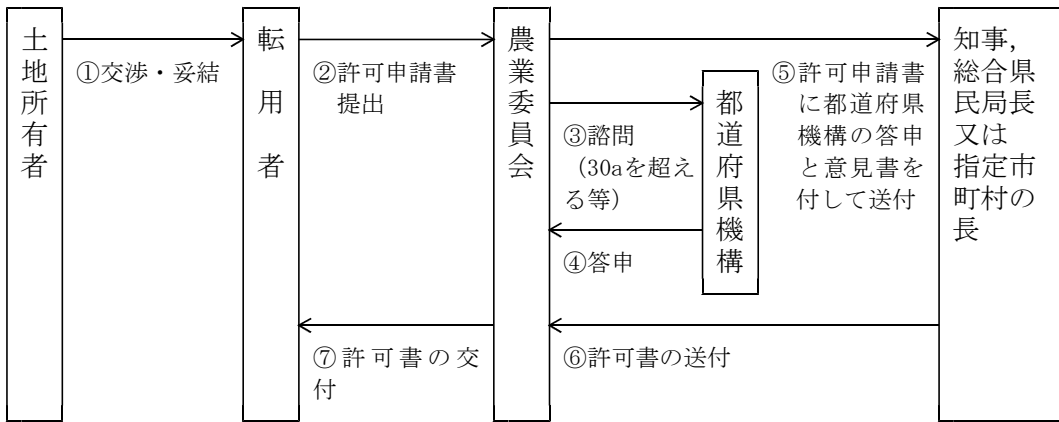 土地所有者
①交渉・妥結
転用者
②許可申請書
提出
農業委員会
③諮問
（30aを超え
る等）
④答申
都道府県機構
⑤許可申請書
に都道府県
機構の答申
と意見書を
付して送付
知事，
総合県
民局長
又は
指定市
町村の
長
⑥許可書の送付
⑦許可書の交
付